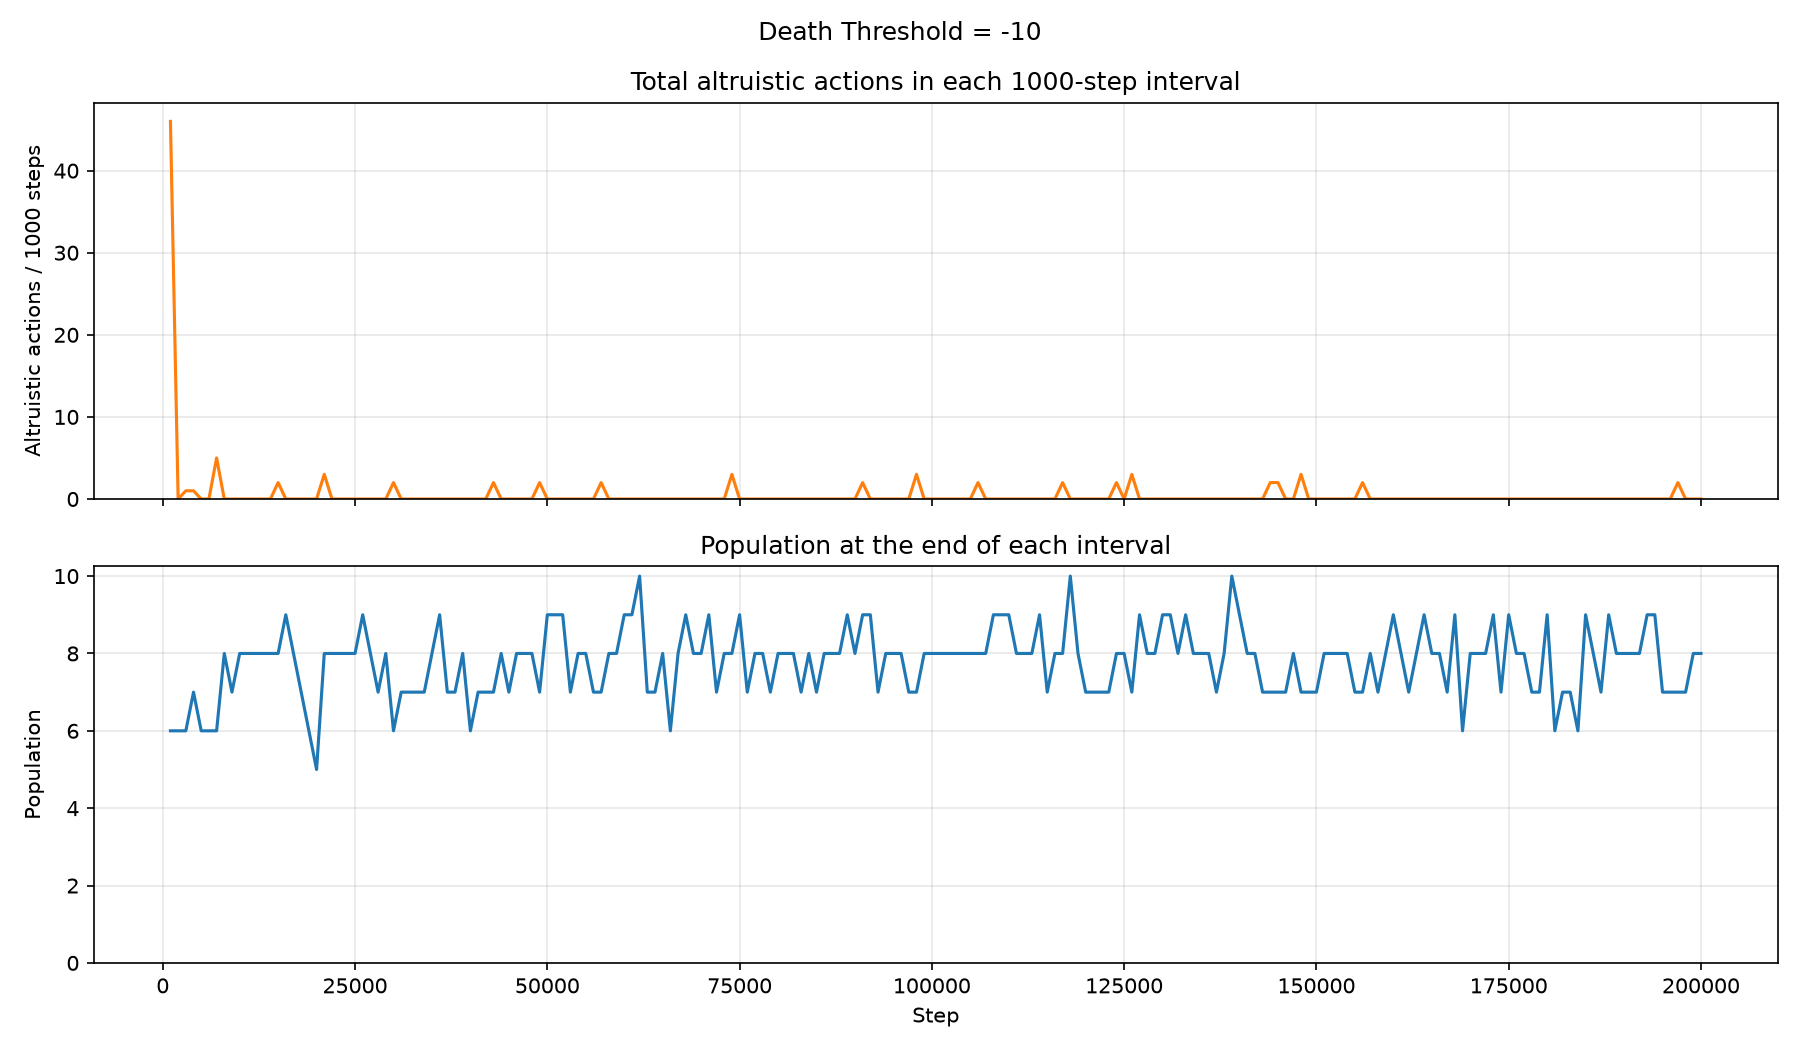 Death Threshold = -10
Total altruistic actions in each 1000-step interval
Altruistic actions / 1000 steps
40
30
20
10
0
Population at the end of each interval
Population
10
8
6
4
2
0
0 25000 50000 75000 100000 125000 150000 175000 200000
Step